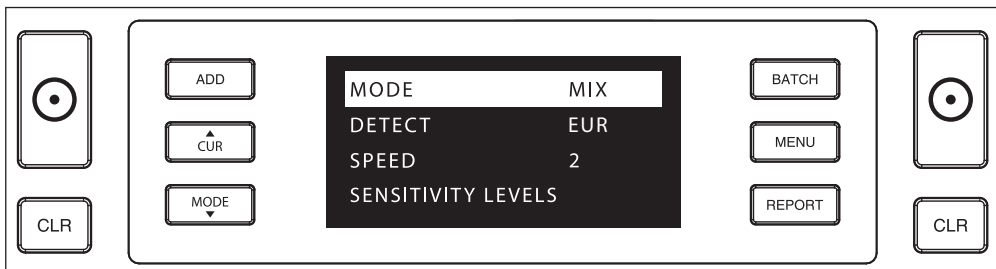 ADD
CUR
MODE
CLR
MODE MIX
DETECT EUR
SPEED 2
SENSITIVITY LEVELS
BATCH
MENU
REPORT
CLR